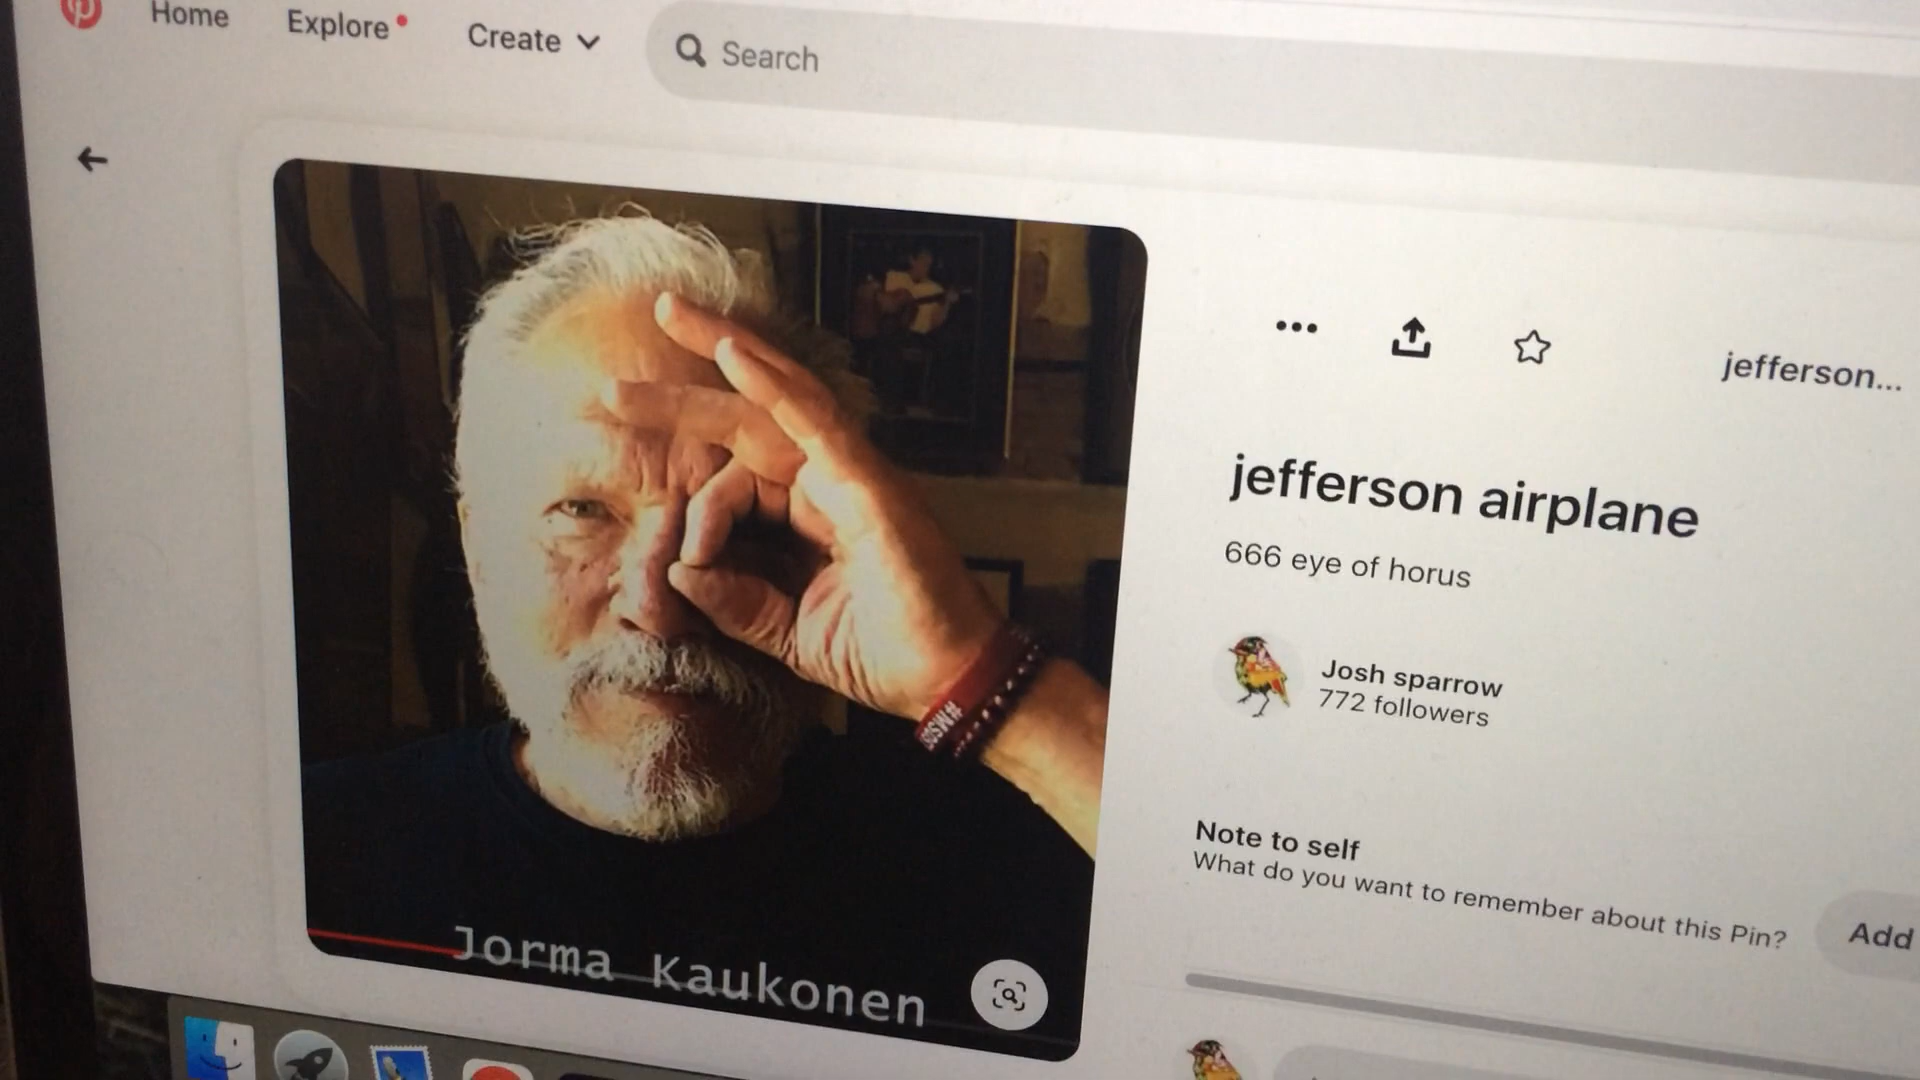 Home
Explore
Create
Search
jefferson...
jefferson airplane
666 eye of horus
Josh sparrow
772 followers
Note to self
What do you want to remember about this Pin?
Add
#MSD
Jorma Kaukonen